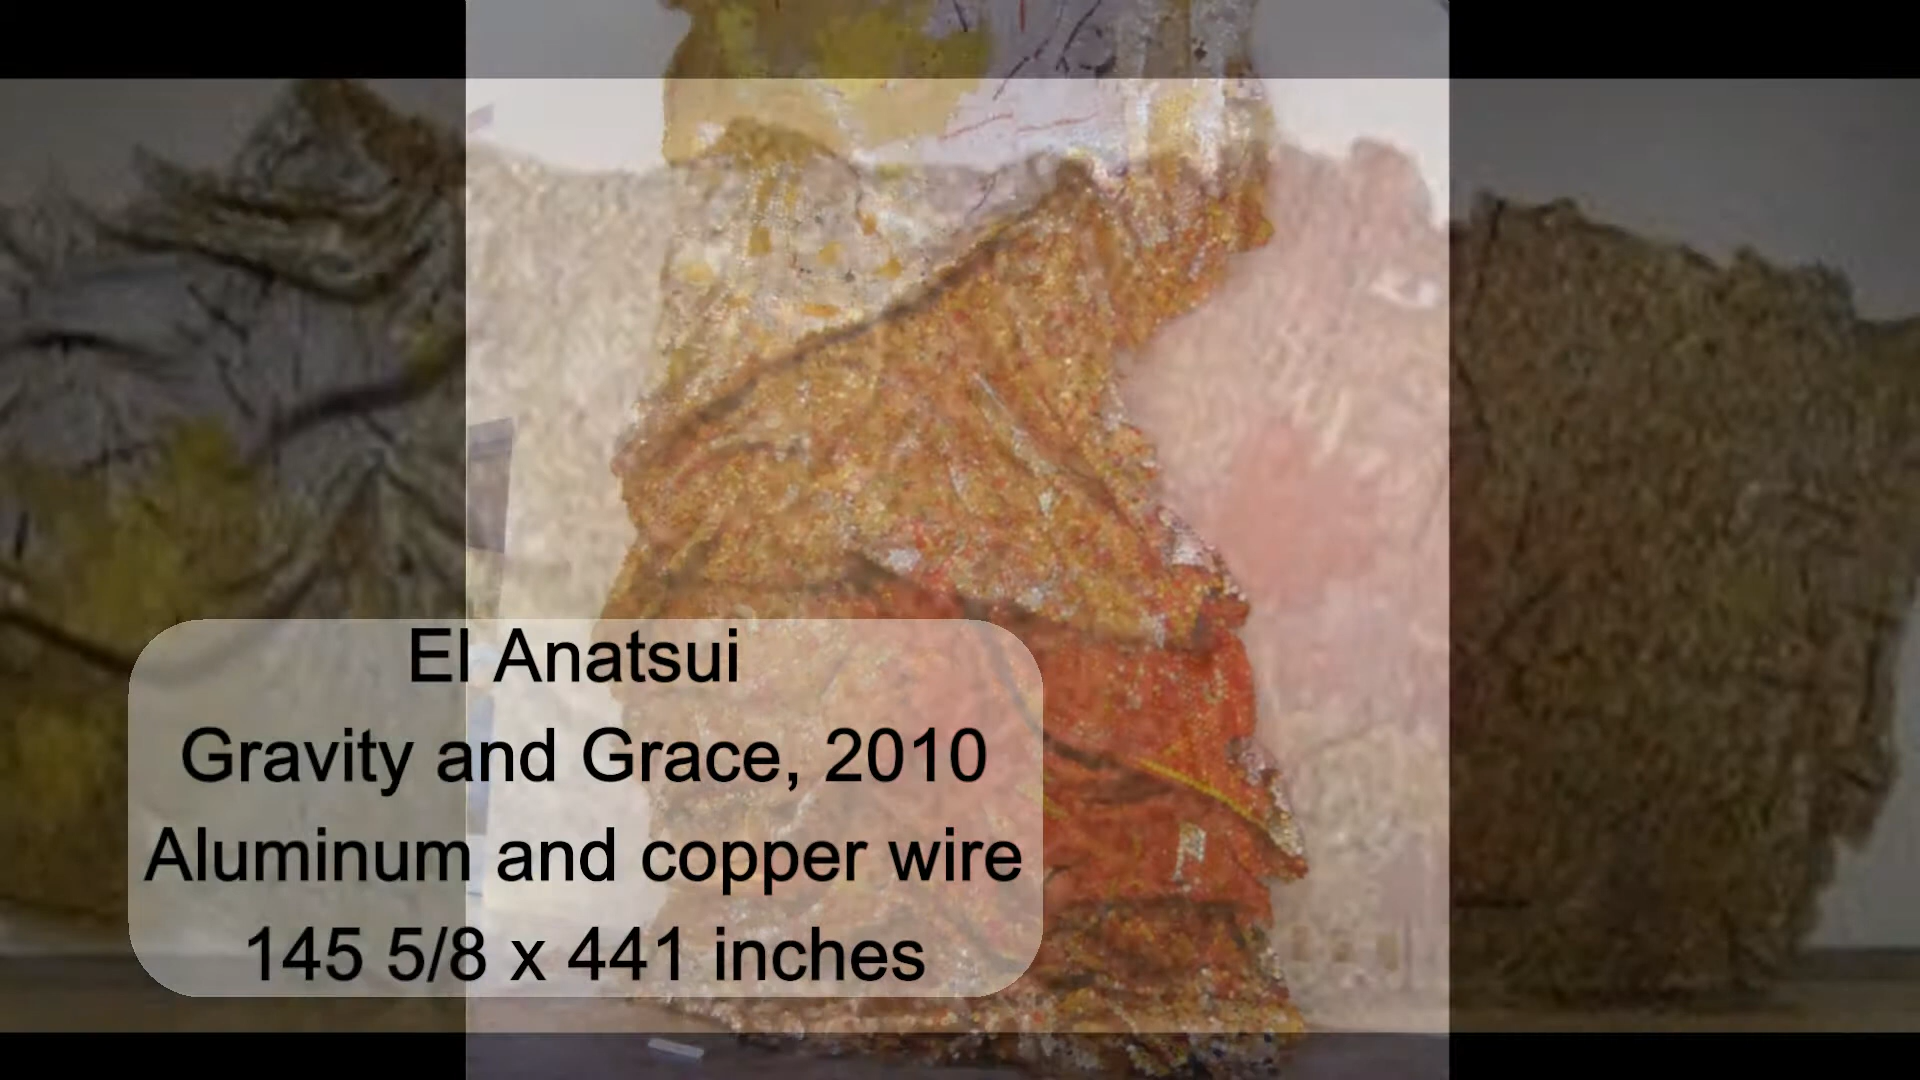 El Anatsui
Gravity and Grace, 2010
Aluminum and copper wire
145 5/8 x 441 inches